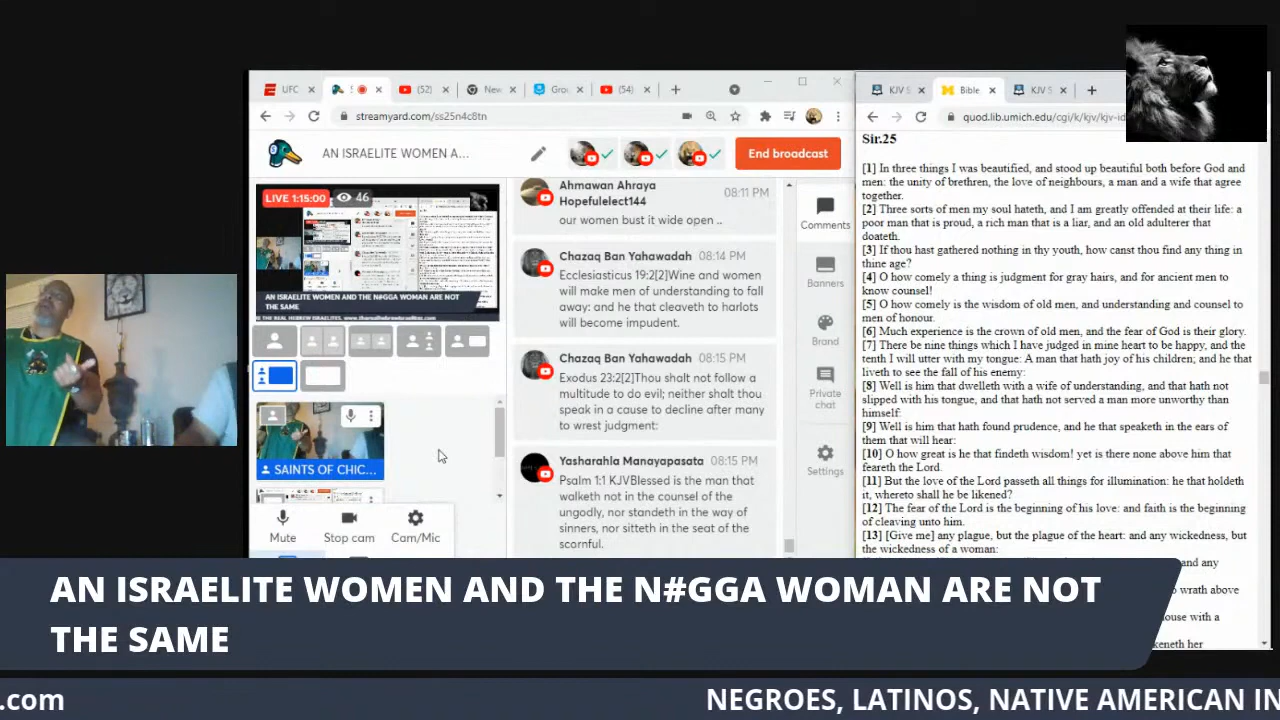 UFC
(52)
New
Grou
(54)
KJV S
Bible
KJV S
streamyard.com/ss25n4c8tn
quod.lib.umich.edu/cgi/k/kjv/kjv-id
AN ISRAELITE WOMEN A...
End broadcast
LIVE 1:15:00
46
AN ISRAELITE WOMEN AND THE N#GGA WOMAN ARE NOT
THE SAME
SAINTS OF CHIC...
Mute
Stop cam
Cam/Mic
Ahmawan Ahraya
Hopefulelect144
08:11 PM
our women bust it wide open ..
Chazaq Ban Yahawadah
08:14 PM
Ecclesiasticus 19:2[2]Wine and women
will make men of understanding to fall
away: and he that cleaveth to harlots
will become impudent.
Chazaq Ban Yahawadah
08:15 PM
Exodus 23:2[2]Thou shalt not follow a
multitude to do evil; neither shalt thou
speak in a cause to decline after many
to wrest judgment:
Yasharahla Manayapasata
08:15 PM
Psalm 1:1 KJVBlessed is the man that
walketh not in the counsel of the
ungodly, nor standeth in the way of
sinners, nor sitteth in the seat of the
scornful.
Comments
Banners
Brand
Private
chat
Settings
Sir.25
[1] In three things I was beautified, and stood up beautiful both before God and
men: the unity of brethren, the love of neighbours, a man and a wife that agree
together.
[2] Three sorts of men my soul hateth, and I am greatly offended at their life: a
poor man that is proud, a rich man that is a liar, and an old adulterer that
doateth.
[3] If thou hast gathered nothing in thy youth, how canst thou find any thing in
thine age?
[4] O how comely a thing is judgment for gray hairs, and for ancient men to
know counsel!
[5] O how comely is the wisdom of old men, and understanding and counsel to
men of honour.
[6] Much experience is the crown of old men, and the fear of God is their glory.
[7] There be nine things which I have judged in mine heart to be happy, and the
tenth I will utter with my tongue: A man that hath joy of his children; and he that
liveth to see the fall of his enemy:
[8] Well is him that dwelleth with a wife of understanding, and that hath not
slipped with his tongue, and that hath not served a man more unworthy than
himself:
[9] Well is him that hath found prudence, and he that speaketh in the ears of
them that will hear:
[10] O how great is he that findeth wisdom! yet is there none above him that
feareth the Lord.
[11] But the love of the Lord passeth all things for illumination: he that holdeth
it, whereto shall he be likened?
[12] The fear of the Lord is the beginning of his love: and faith is the beginning
of cleaving unto him.
[13] [Give me] any plague, but the plague of the heart: and any wickedness, but
the wickedness of a woman:
and any
wrath above
ouse with a
keneth her
AN ISRAELITE WOMEN AND THE N#GGA WOMAN ARE NOT
THE SAME
.com
NEGROES, LATINOS, NATIVE AMERICAN IN